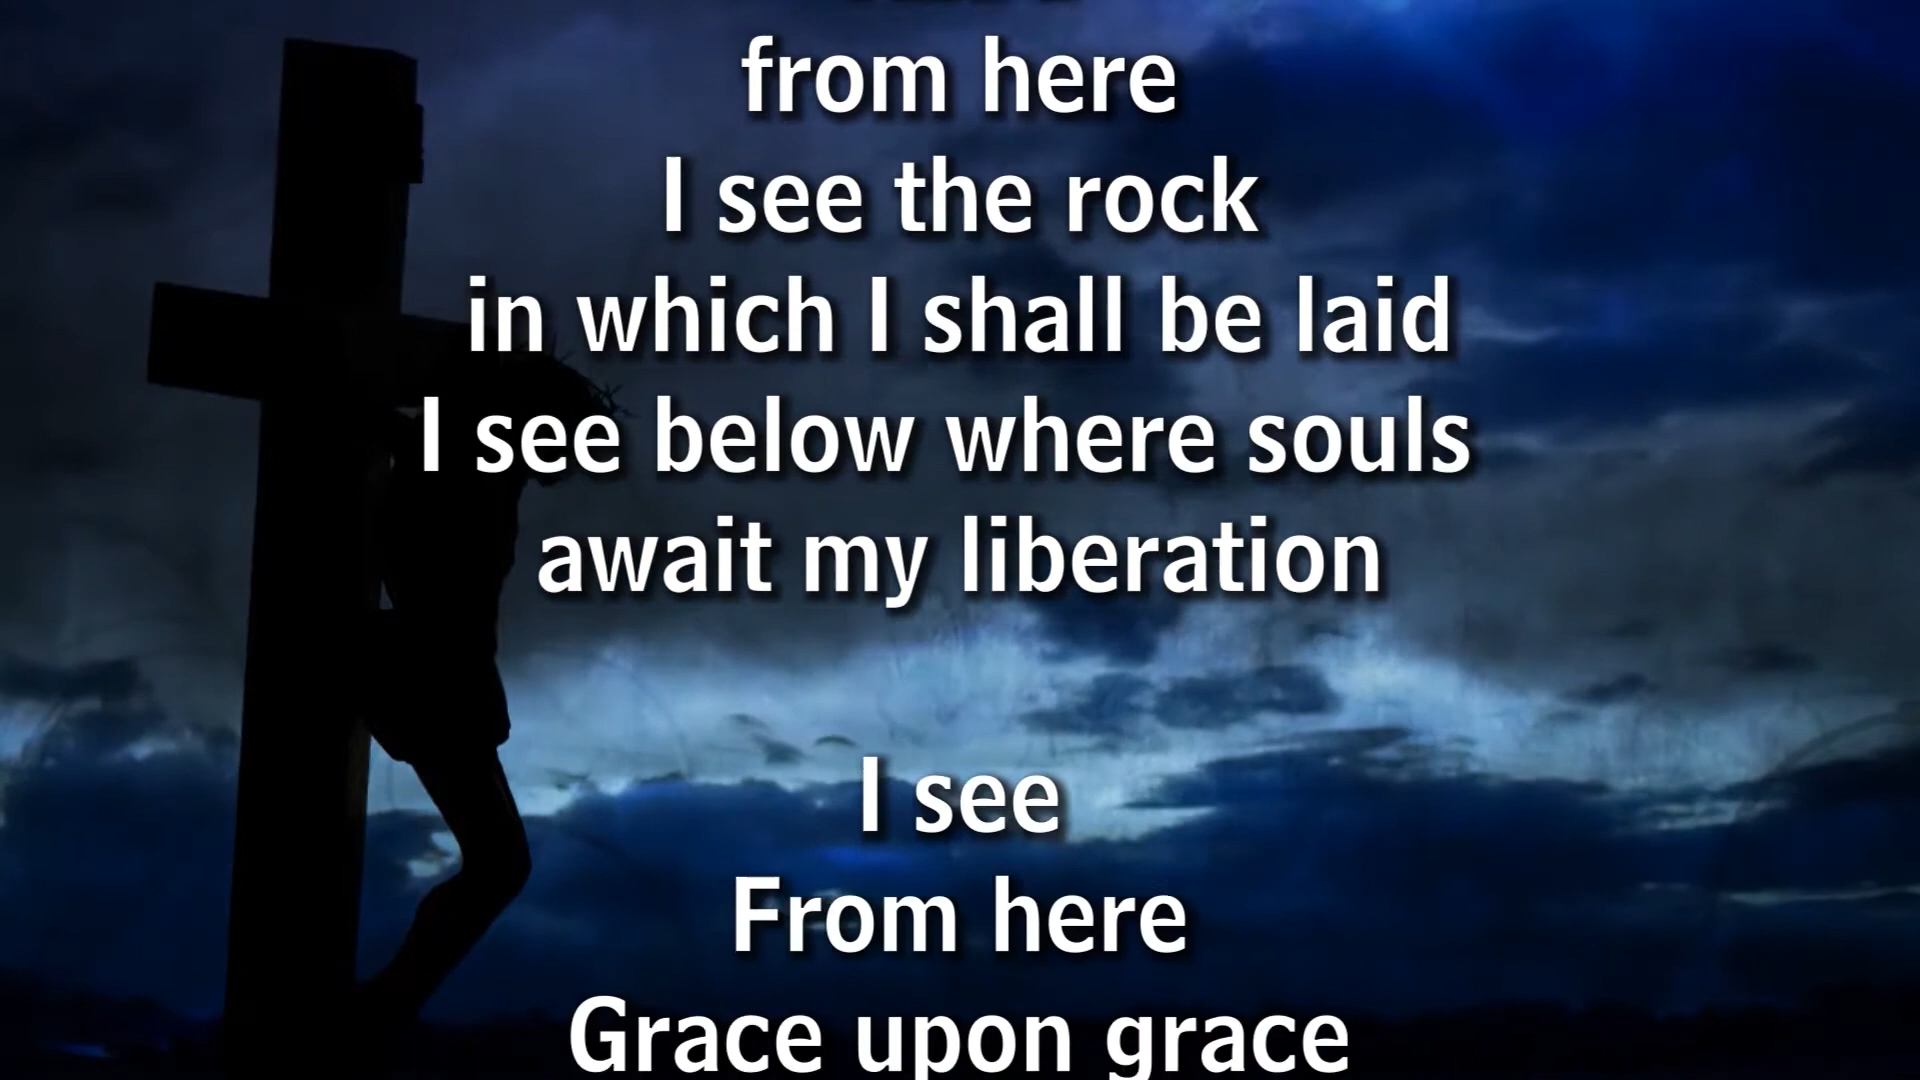 from here
I see the rock
in which I shall be laid
I see below where souls
await my liberation
I see
From here
Grace upon grace